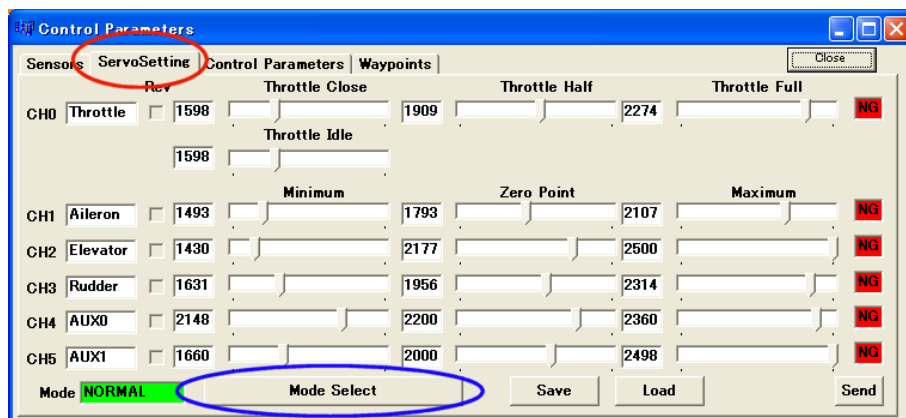 Control Parameters
Sensors ServoSetting Control Parameters Waypoints Close
Rev Throttle Close Throttle Half Throttle Full
CH0 Throttle 1598 1909 2274 NG
Throttle Idle
1598
Minimum Zero Point Maximum
CH1 Aileron 1493 1793 2107 NG
CH2 Elevator 1430 2177 2500 NG
CH3 Rudder 1631 1956 2314 NG
CH4 AUX0 2148 2200 2360 NG
CH5 AUX1 1660 2000 2498 NG
Mode NORMAL Mode Select Save Load Send